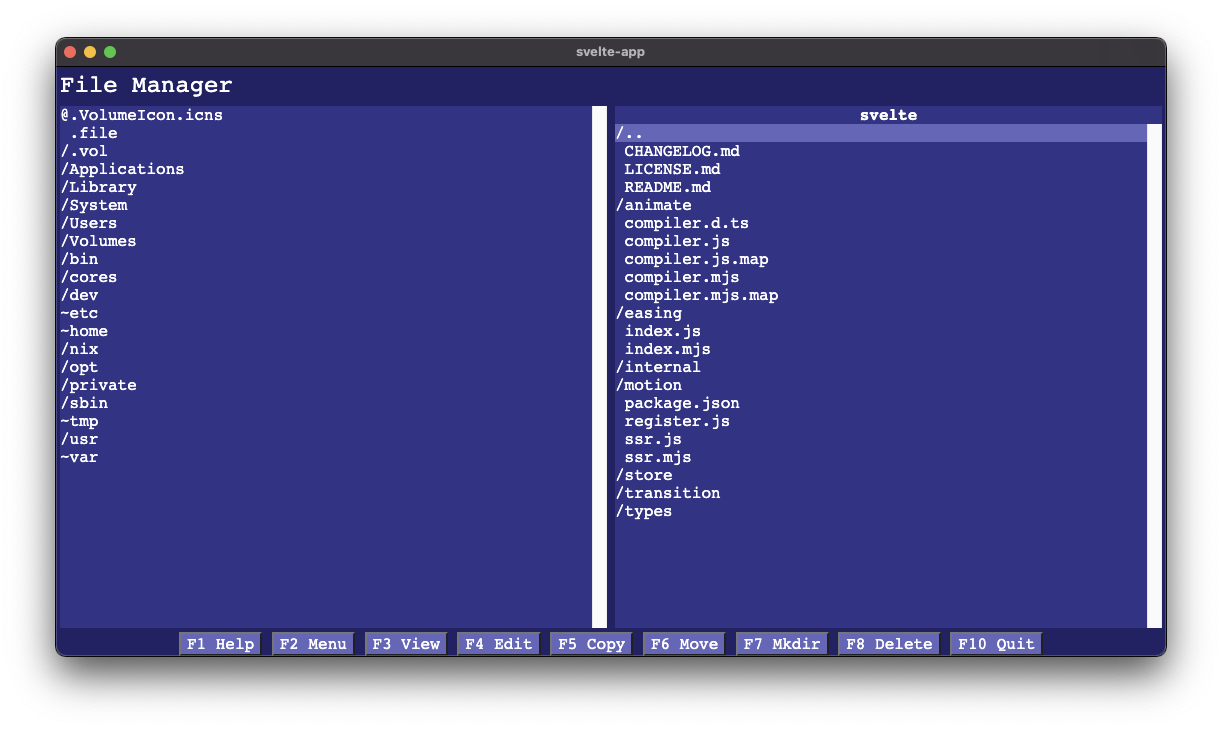 svelte-app
File Manager
@.VolumeIcon.icns
.file
/.vol
/Applications
/Library
/System
/Users
/Volumes
/bin
/cores
/dev
~etc
~home
/nix
/opt
/private
/sbin
~tmp
/usr
~var
svelte
/..
CHANGELOG.md
LICENSE.md
README.md
/animate
compiler.d.ts
compiler.js
compiler.js.map
compiler.mjs
compiler.mjs.map
/easing
index.js
index.mjs
/internal
/motion
package.json
register.js
ssr.js
ssr.mjs
/store
/transition
/types
F1 Help F2 Menu F3 View F4 Edit F5 Copy F6 Move F7 Mkdir F8 Delete F10 Quit